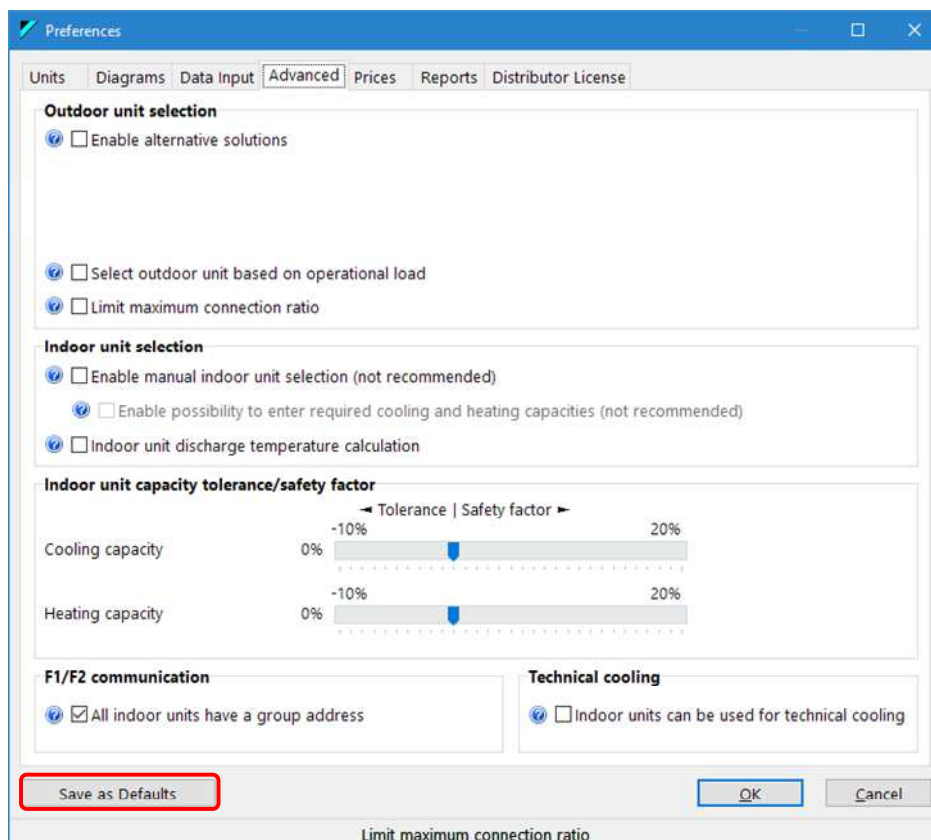 Preferences
Units Diagrams Data Input Advanced Prices Reports Distributor License
Outdoor unit selection
Enable alternative solutions
Select outdoor unit based on operational load
Limit maximum connection ratio
Indoor unit selection
Enable manual indoor unit selection (not recommended)
Enable possibility to enter required cooling and heating capacities (not recommended)
Indoor unit discharge temperature calculation
Indoor unit capacity tolerance/safety factor
◄ Tolerance | Safety factor ►
-10% 20%
Cooling capacity 0%
-10% 20%
Heating capacity 0%
F1/F2 communication
All indoor units have a group address
Technical cooling
Indoor units can be used for technical cooling
Save as Defaults OK Cancel
Limit maximum connection ratio